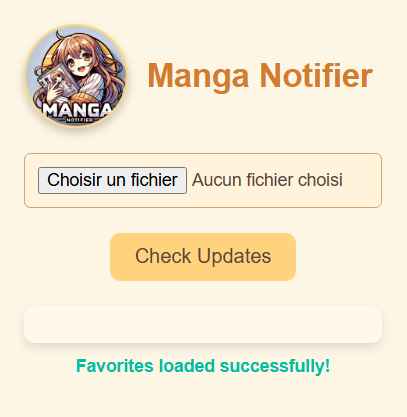 MANGA
NOTIFIER
Manga Notifier
Choisir un fichier Aucun fichier choisi
Check Updates
Favorites loaded successfully!